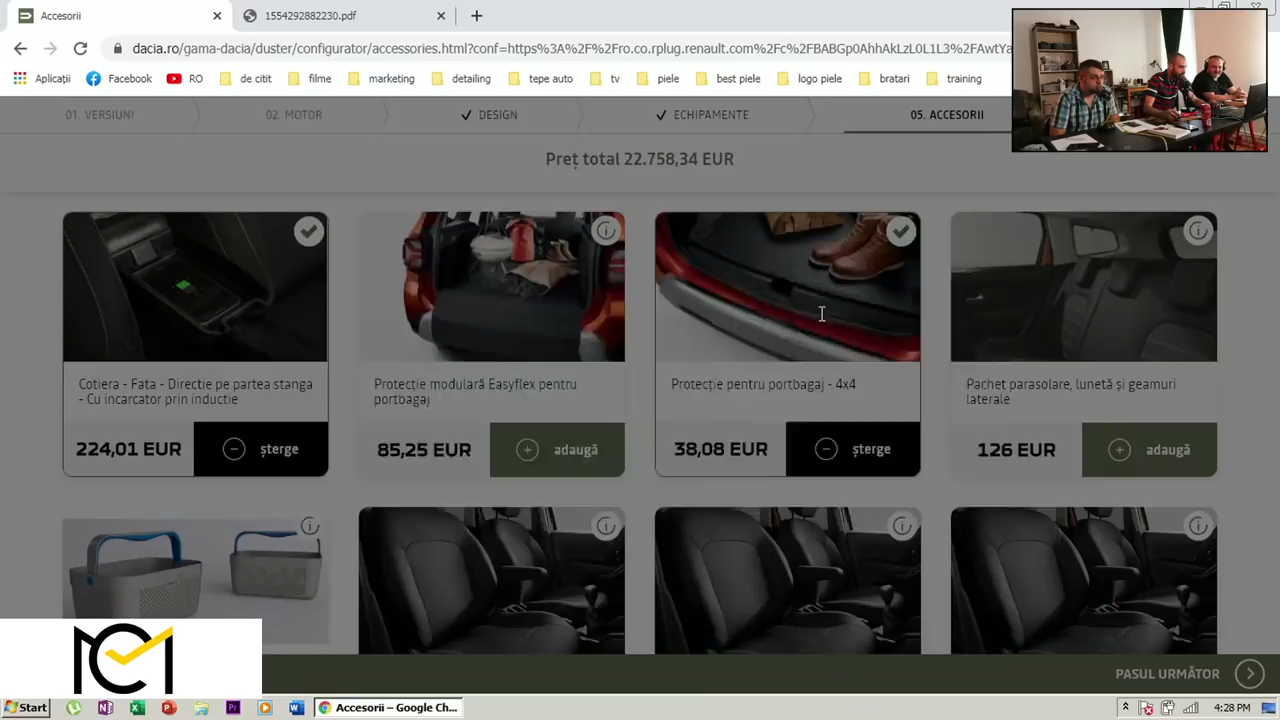 Accesorii
1554292882230.pdf
dacia.ro/gama-dacia/duster/configurator/accessories.html?conf=https%3A%2F%2Fro.co.rplug.renault.com%2Fc%2FBABGp0AhhAkLzL0L1L3%2FAwtYa
Aplicații
Facebook
RO
de citit
filme
marketing
detailing
tepe auto
tv
piele
best piele
logo piele
bratari
training
01. VERSIUNI
02. MOTOR
DESIGN
ECHIPAMENTE
05. ACCESORII
Preț total 22.758,34 EUR
Cotiera - Fata - Directie pe partea stanga
- Cu incarcator prin inductie
224,01 EUR
șterge
Protecție modulară Easyflex pentru
portbagaj
85,25 EUR
adaugă
Protecție pentru portbagaj - 4x4
38,08 EUR
șterge
Pachet parasolare, lunetă și geamuri
laterale
126 EUR
adaugă
PASUL URMĂTOR
Start
Accesorii – Google Ch...
4:28 PM